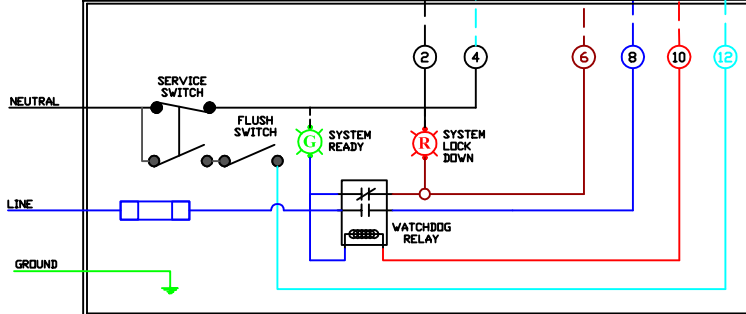 2
4
6
8
10
12
SERVICE
SWITCH
NEUTRAL
FLUSH
SWITCH
G
SYSTEM
READY
R
SYSTEM
LOCK
DOWN
LINE
WATCHDOG
RELAY
GROUND